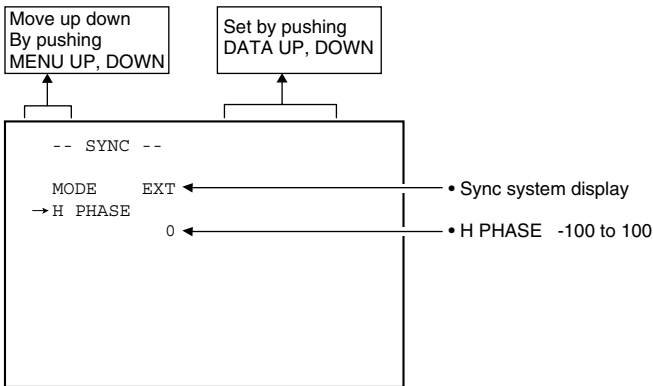 Move up down
By pushing
MENU UP, DOWN
Set by pushing
DATA UP, DOWN
-- SYNC --
MODE EXT
• Sync system display
→ H PHASE
0
• H PHASE -100 to 100